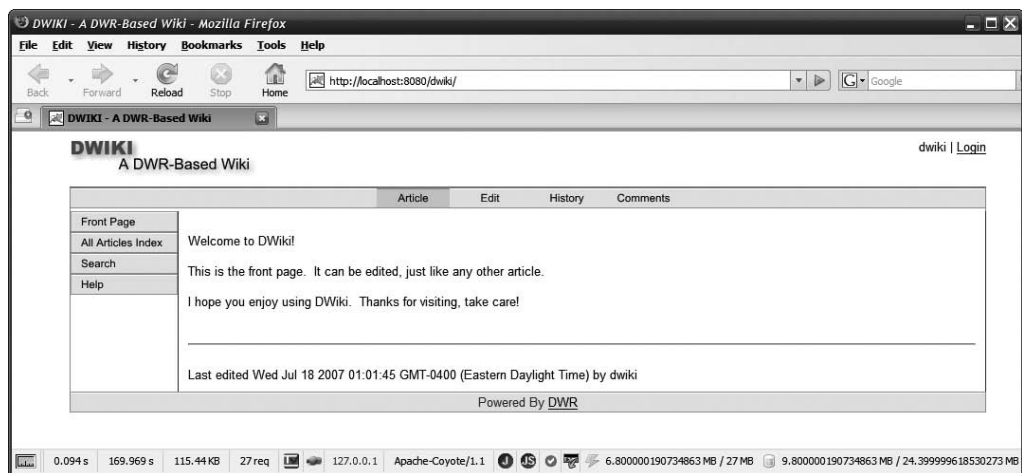 DWIKI - A DWR-Based Wiki - Mozilla Firefox
File Edit View History Bookmarks Tools Help
Back Forward Reload Stop Home http://localhost:8080/dwiki/ G Google
DWIKI - A DWR-Based Wiki
DWIKI
A DWR-Based Wiki
dwiki | Login
Article Edit History Comments
Front Page
All Articles Index
Search
Help
Welcome to DWiki!
This is the front page. It can be edited, just like any other article.
I hope you enjoy using DWiki. Thanks for visiting, take care!
Last edited Wed Jul 18 2007 01:01:45 GMT-0400 (Eastern Daylight Time) by dwiki
Powered By DWR
0.094 s 169.969 s 115.44 KB 27 req 127.0.0.1 Apache-Coyote/1.1 J JS 6.800000190734863 MB / 27 MB 9.800000190734863 MB / 24.399999618530273 MB